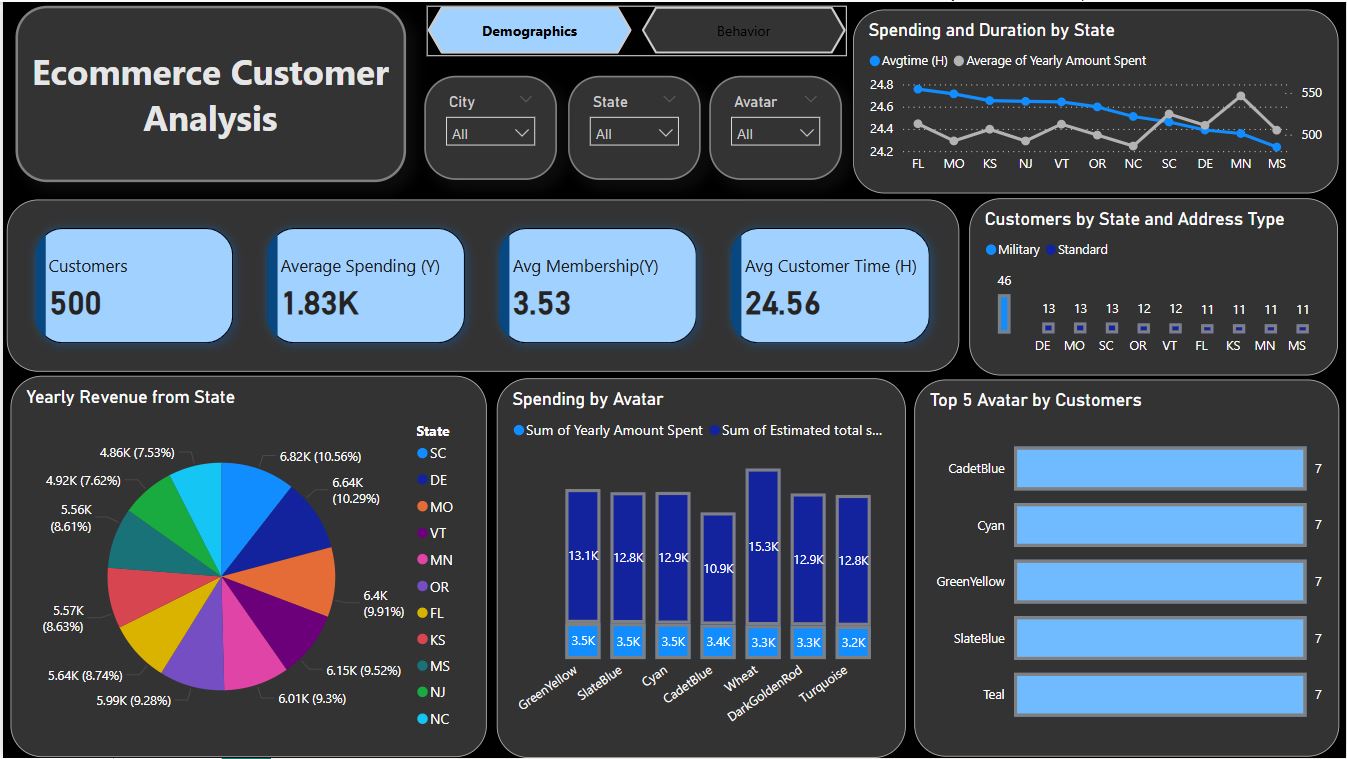 Ecommerce Customer
Analysis
Demographics
Behavior
City
All
State
All
Avatar
All
Spending and Duration by State
Avgtime (H) Average of Yearly Amount Spent
24.8
24.6
24.4
24.2
550
500
FL MO KS NJ VT OR NC SC DE MN MS
Customers
500
Average Spending (Y)
1.83K
Avg Membership(Y)
3.53
Avg Customer Time (H)
24.56
Customers by State and Address Type
Military Standard
46
13 13 13 12 12 11 11 11 11
DE MO SC OR VT FL KS MN MS
Yearly Revenue from State
6.82K (10.56%)
6.64K
(10.29%)
6.4K
(9.91%)
6.15K (9.52%)
6.01K (9.3%)
5.99K (9.28%)
5.64K (8.74%)
5.57K
(8.63%)
5.56K
(8.61%)
4.92K (7.62%)
4.86K (7.53%)
State
SC
DE
MO
VT
MN
OR
FL
KS
MS
NJ
NC
Spending by Avatar
Sum of Yearly Amount Spent Sum of Estimated total s...
13.1K 12.8K 12.9K 10.9K 15.3K 12.9K 12.8K
3.5K 3.5K 3.5K 3.4K 3.3K 3.3K 3.2K
GreenYellow SlateBlue Cyan CadetBlue Wheat DarkGoldenRod Turquoise
Top 5 Avatar by Customers
CadetBlue 7
Cyan 7
GreenYellow 7
SlateBlue 7
Teal 7